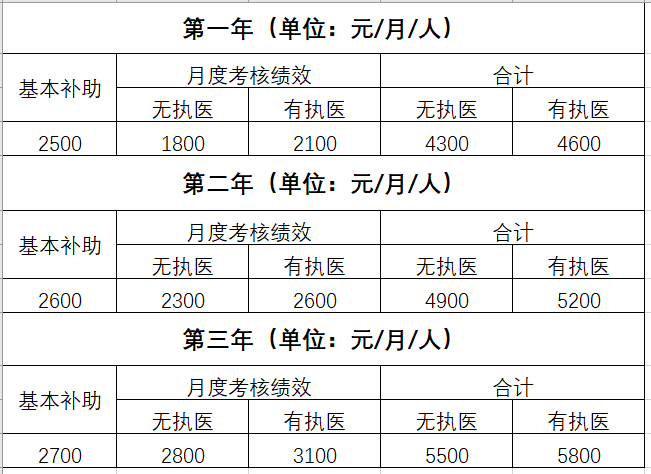 第一年（单位：元/月/人）
基本补助 月度考核绩效 合计
无执医 有执医 无执医 有执医
2500 1800 2100 4300 4600
第二年（单位：元/月/人）
基本补助 月度考核绩效 合计
无执医 有执医 无执医 有执医
2600 2300 2600 4900 5200
第三年（单位：元/月/人）
基本补助 月度考核绩效 合计
无执医 有执医 无执医 有执医
2700 2800 3100 5500 5800